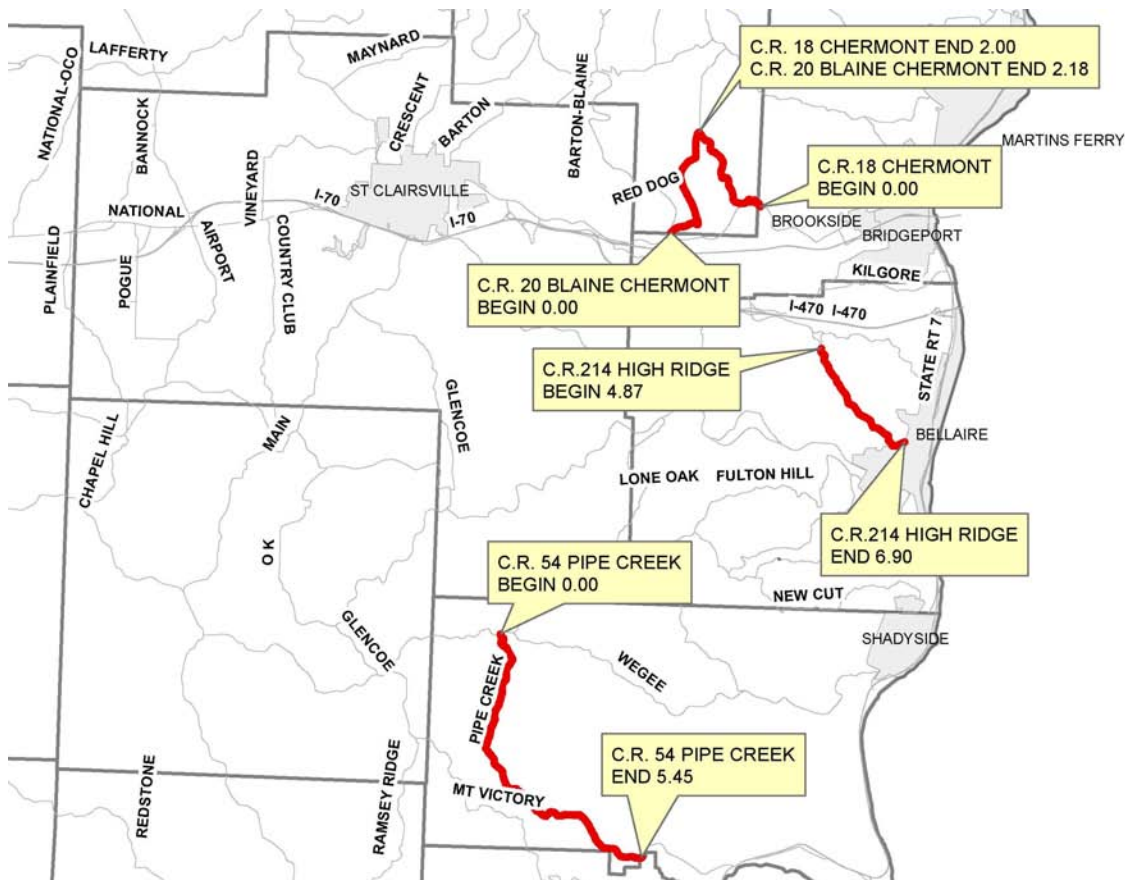 LAFFERTY
MAYNARD
NATIONAL-OCO
BANNOCK
CRESCENT
BARTON
BARTON-BLAINE
C.R. 18 CHERMONT END 2.00
C.R. 20 BLAINE CHERMONT END 2.18
MARTINS FERRY
VINEYARD
ST CLAIRSVILLE
RED DOG
C.R.18 CHERMONT
BEGIN 0.00
NATIONAL
I-70
I-70
BROOKSIDE
BRIDGEPORT
PLAINFIELD
POGUE
AIRPORT
COUNTRY CLUB
C.R. 20 BLAINE CHERMONT
BEGIN 0.00
KILGORE
I-470
I-470
STATE RT 7
C.R.214 HIGH RIDGE
BEGIN 4.87
GLENCOE
CHAPEL HILL
MAIN
BELLAIRE
LONE OAK
FULTON HILL
C.R.214 HIGH RIDGE
END 6.90
O K
C.R. 54 PIPE CREEK
BEGIN 0.00
NEW CUT
GLENCOE
SHADYSIDE
WEGEE
PIPE CREEK
C.R. 54 PIPE CREEK
END 5.45
REDSTONE
RAMSEY RIDGE
MT VICTORY